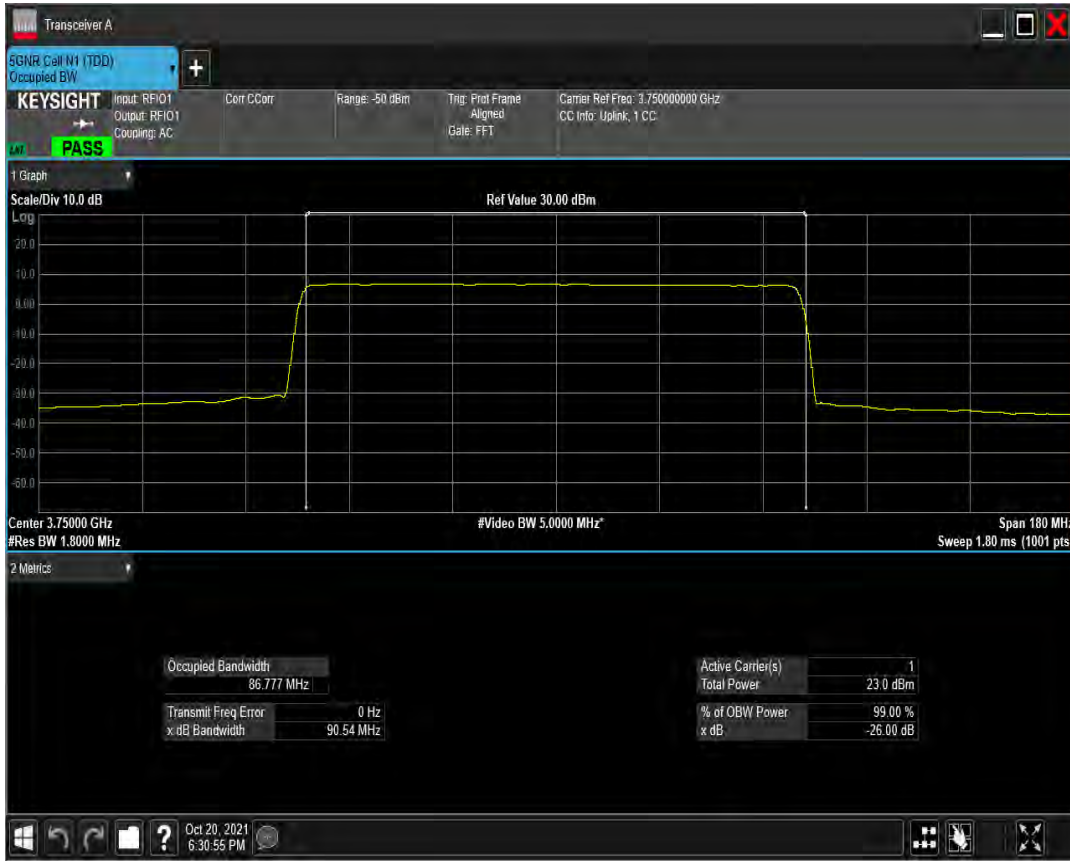 Transceiver A
5GNR Cell N1 (TDD)
Occupied BW
KEYSIGHT
PASS
Input: RFIO1
Output: RFIO1
Coupling: AC
Corr CCorr
Range: -50 dBm
Trig: Prot Frame
Aligned
Gate: FFT
Carrier Ref Freq: 3.750000000 GHz
CC Info: Uplink, 1 CC
1 Graph
Scale/Div 10.0 dB
Ref Value 30.00 dBm
Log
20.0
10.0
0.00
-10.0
-20.0
-30.0
-40.0
-50.0
-60.0
Center 3.75000 GHz
#Video BW 5.0000 MHz*
Span 180 MHz
#Res BW 1.8000 MHz
Sweep 1.80 ms (1001 pts
2 Metrics
Occupied Bandwidth
86.777 MHz
Transmit Freq Error 0 Hz
x dB Bandwidth 90.54 MHz
Active Carrier(s) 1
Total Power 23.0 dBm
% of OBW Power 99.00 %
x dB -26.00 dB
?
Oct 20, 2021
6:30:55 PM